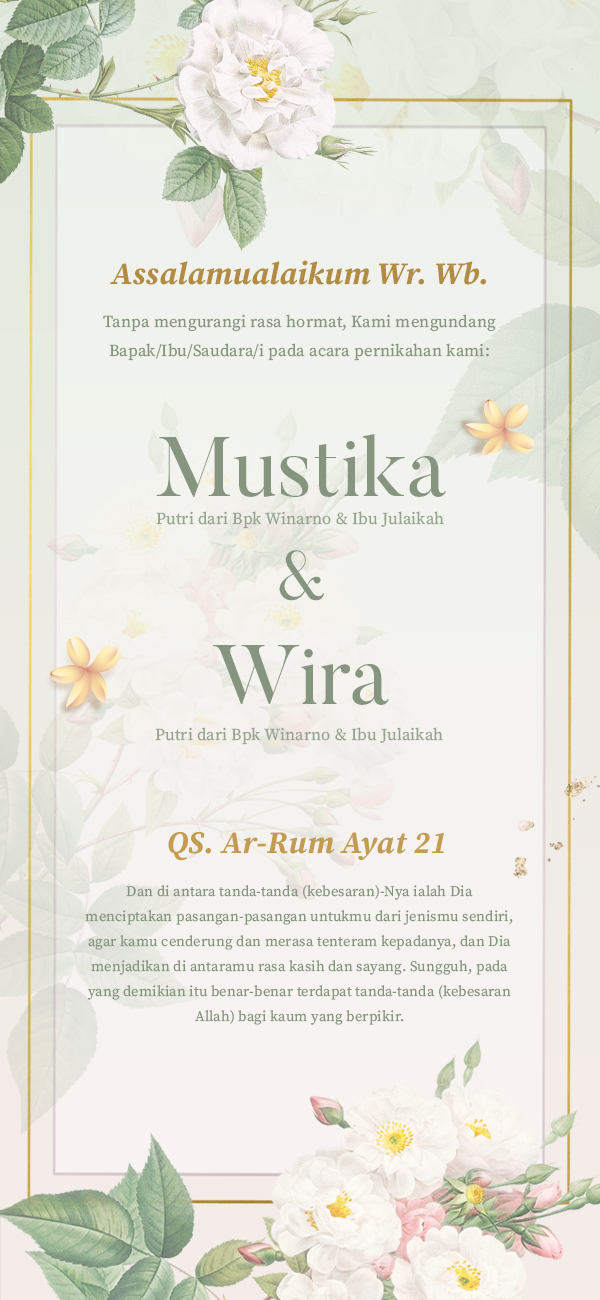 Assalamualaikum Wr. Wb.
Tanpa mengurangi rasa hormat, Kami mengundang
Bapak/Ibu/Saudara/i pada acara pernikahan kami:
Mustika
Putri dari Bpk Winarno & Ibu Julaikah
&
Wira
Putri dari Bpk Winarno & Ibu Julaikah
QS. Ar-Rum Ayat 21
Dan di antara tanda-tanda (kebesaran)-Nya ialah Dia
menciptakan pasangan-pasangan untukmu dari jenismu sendiri,
agar kamu cenderung dan merasa tenteram kepadanya, dan Dia
menjadikan di antaramu rasa kasih dan sayang. Sungguh, pada
yang demikian itu benar-benar terdapat tanda-tanda (kebesaran
Allah) bagi kaum yang berpikir.